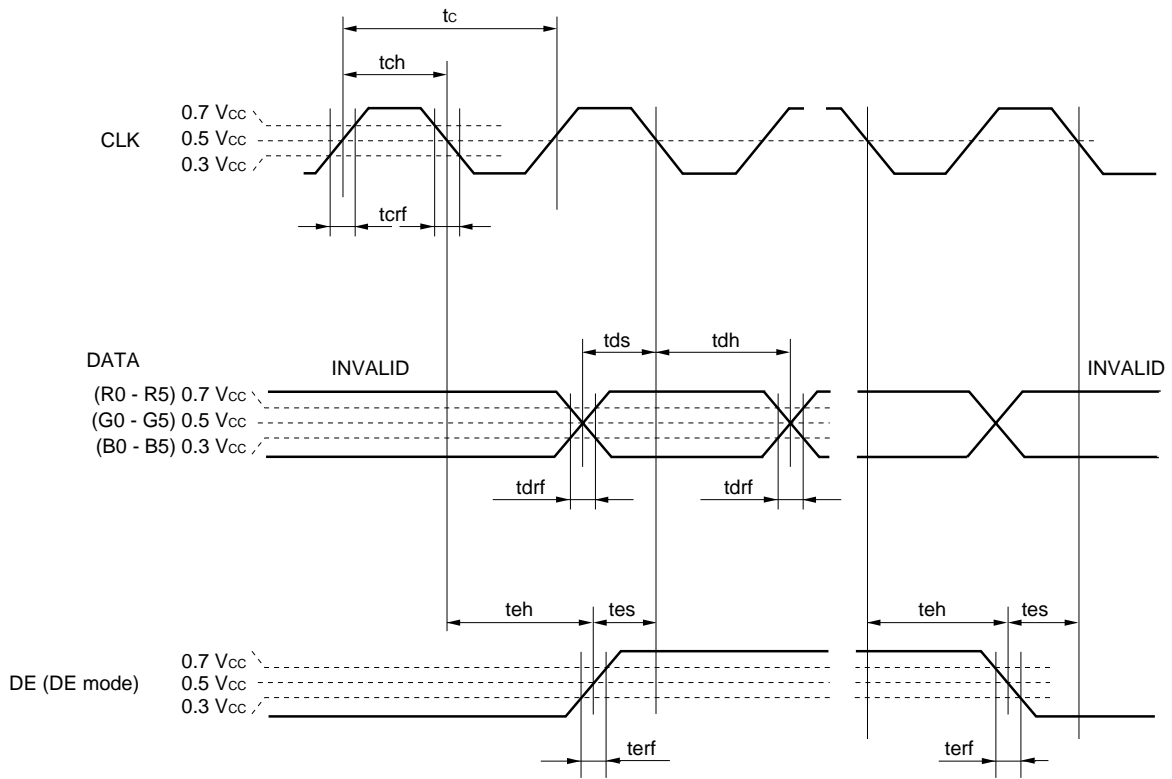 tc
tch
0.7 Vcc
CLK 0.5 Vcc
0.3 Vcc
tcrf
tds tdh
DATA
INVALID INVALID
(R0 - R5) 0.7 Vcc
(G0 - G5) 0.5 Vcc
(B0 - B5) 0.3 Vcc
tdrf tdrf
teh tes teh tes
0.7 Vcc
DE (DE mode) 0.5 Vcc
0.3 Vcc
terf terf